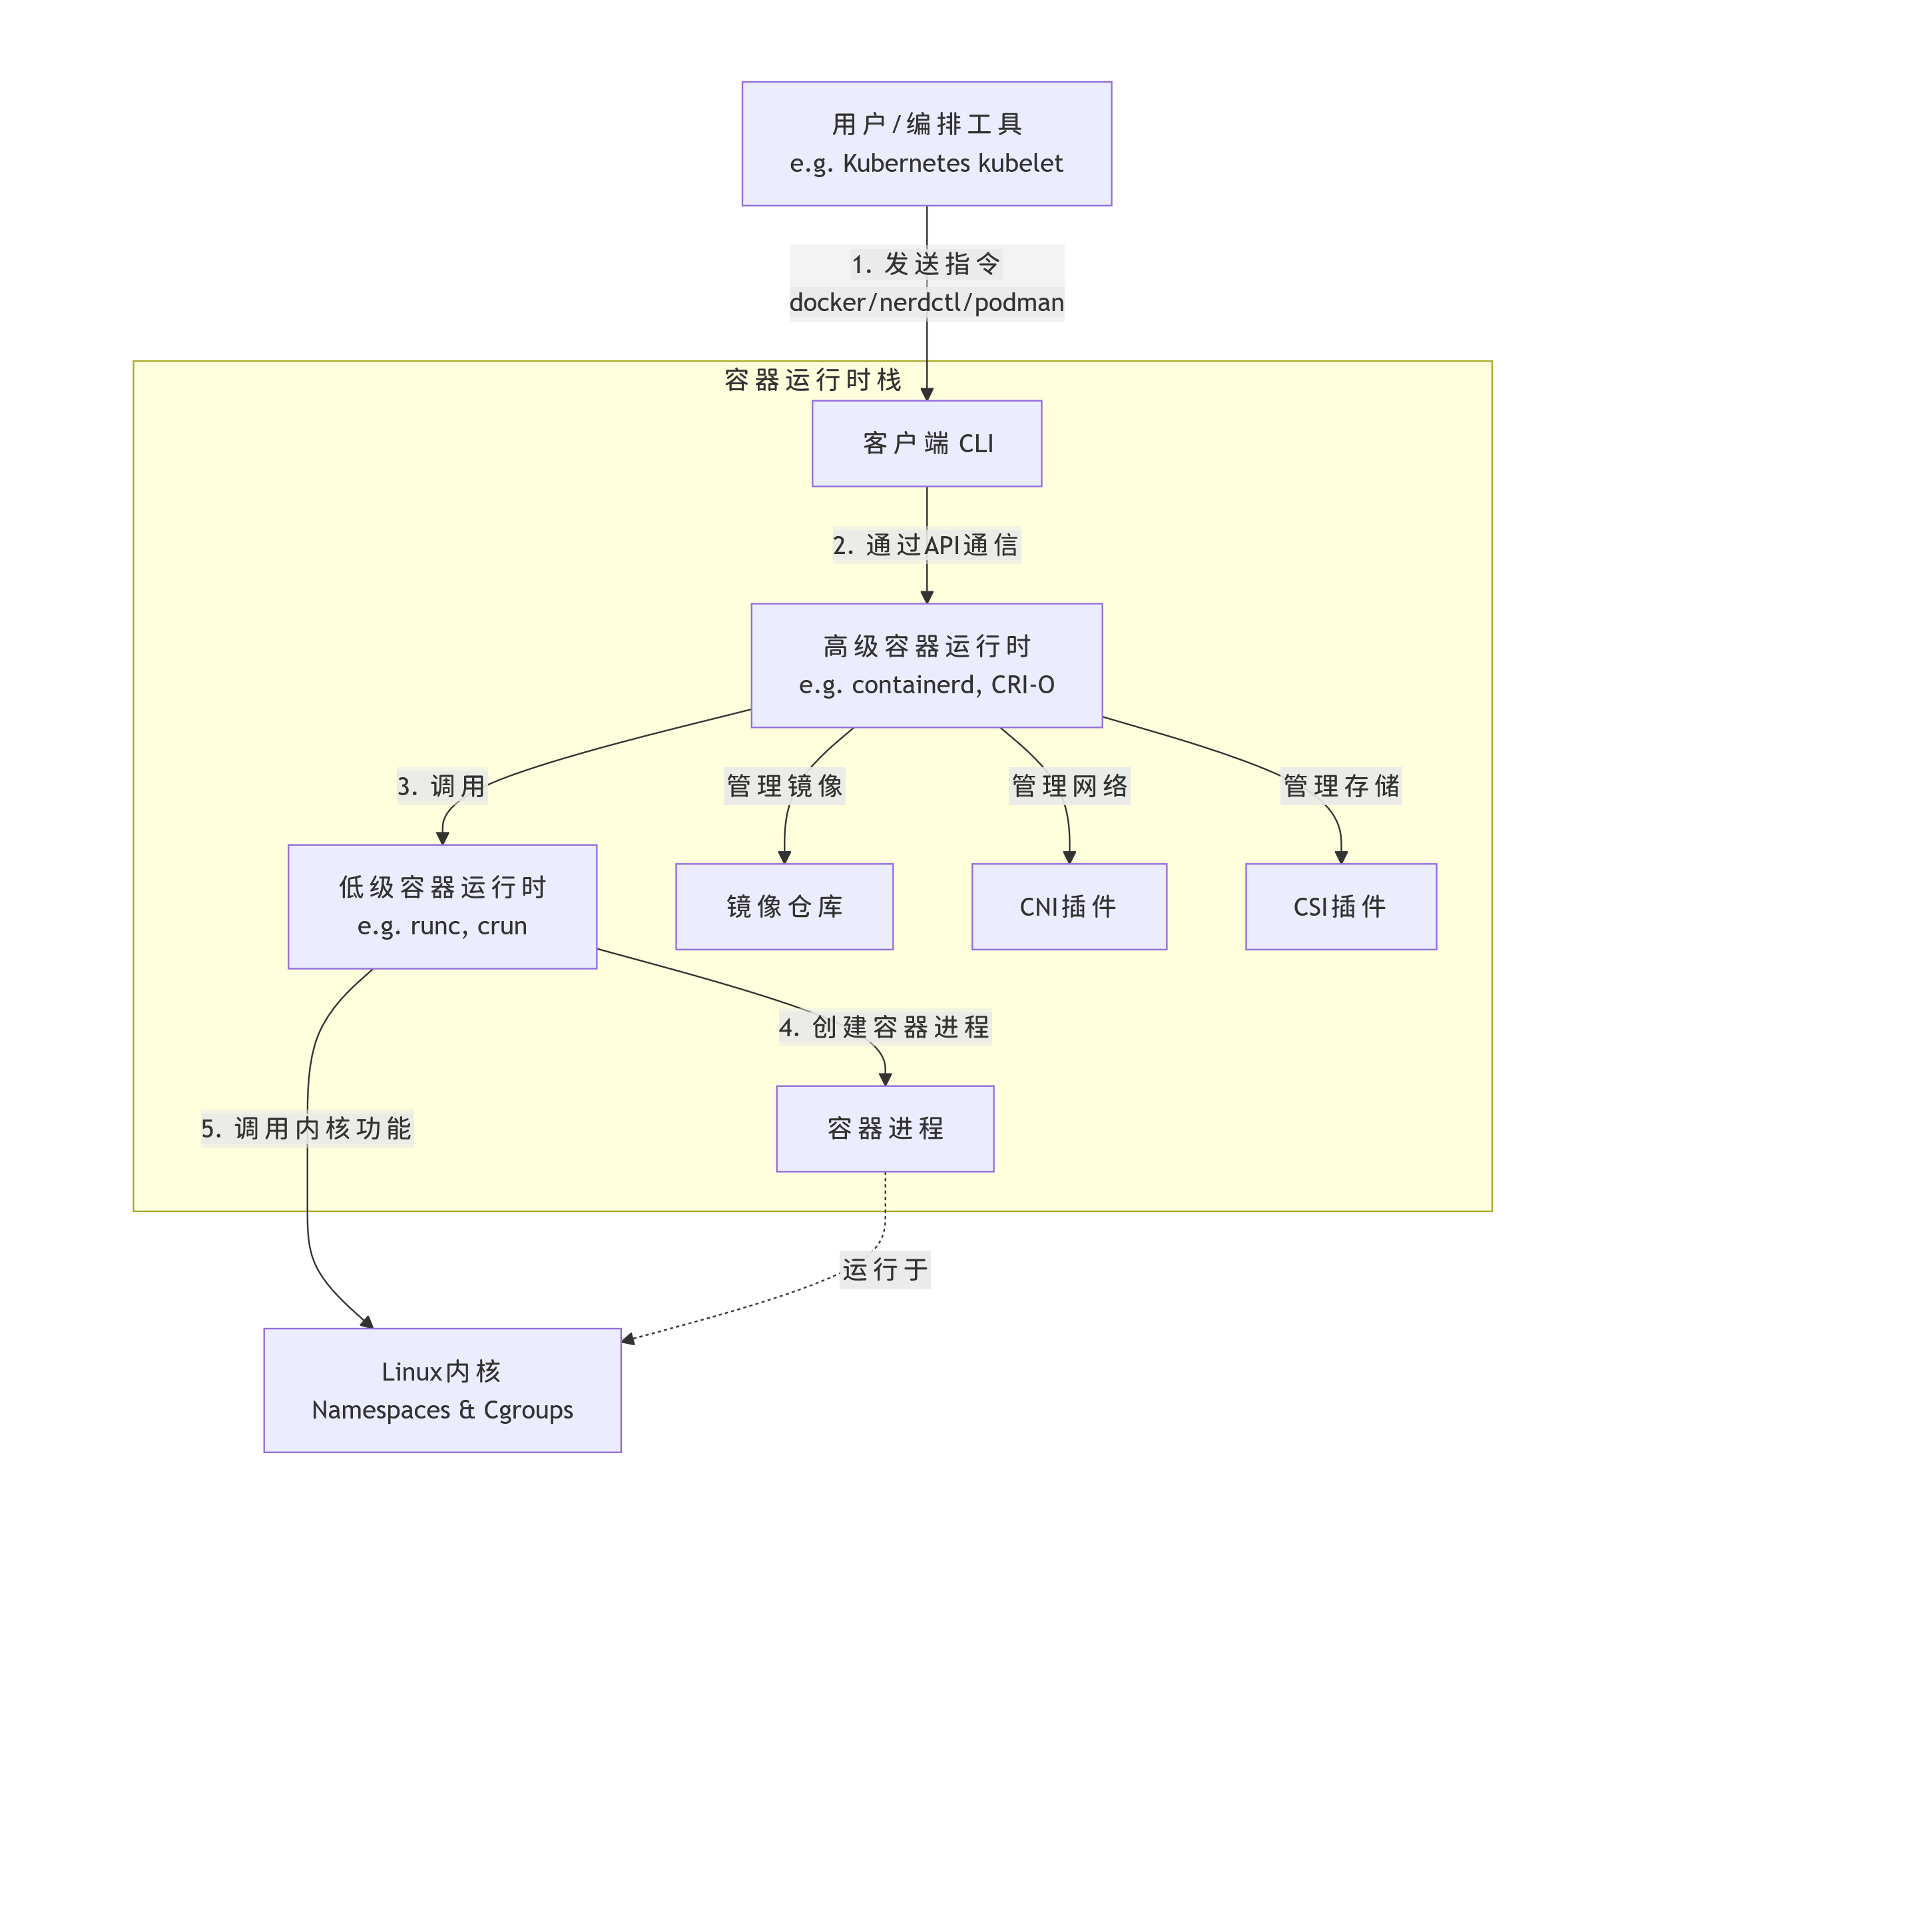 用户/编排工具
e.g. Kubernetes kubelet
1. 发送指令
docker/nerdctl/podman
容器运行时栈
客户端 CLI
2. 通过API通信
高级容器运行时
e.g. containerd, CRI-O
3. 调用
管理镜像
管理网络
管理存储
低级容器运行时
e.g. runc, crun
镜像仓库
CNI插件
CSI插件
4. 创建容器进程
5. 调用内核功能
容器进程
运行于
Linux内核
Namespaces & Cgroups